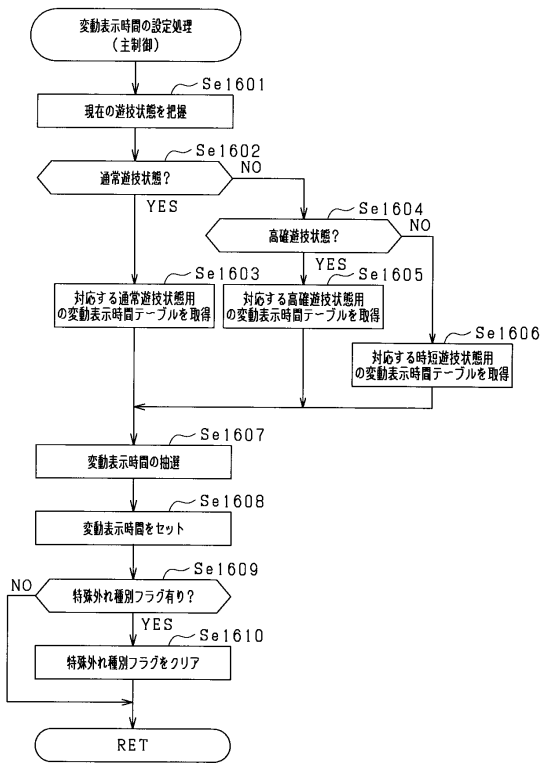 変動表示時間の設定処理
(主制御)
Se1601
現在の遊技状態を把握
Se1602
通常遊技状態?
NO
YES
Se1604
高確遊技状態?
NO
YES
Se1603
対応する通常遊技状態用
の変動表示時間テーブルを取得
Se1605
対応する高確遊技状態用
の変動表示時間テーブルを取得
Se1606
対応する時短遊技状態用
の変動表示時間テーブルを取得
Se1607
変動表示時間の抽選
Se1608
変動表示時間をセット
Se1609
特殊外れ種別フラグ有り?
NO
YES
Se1610
特殊外れ種別フラグをクリア
RET